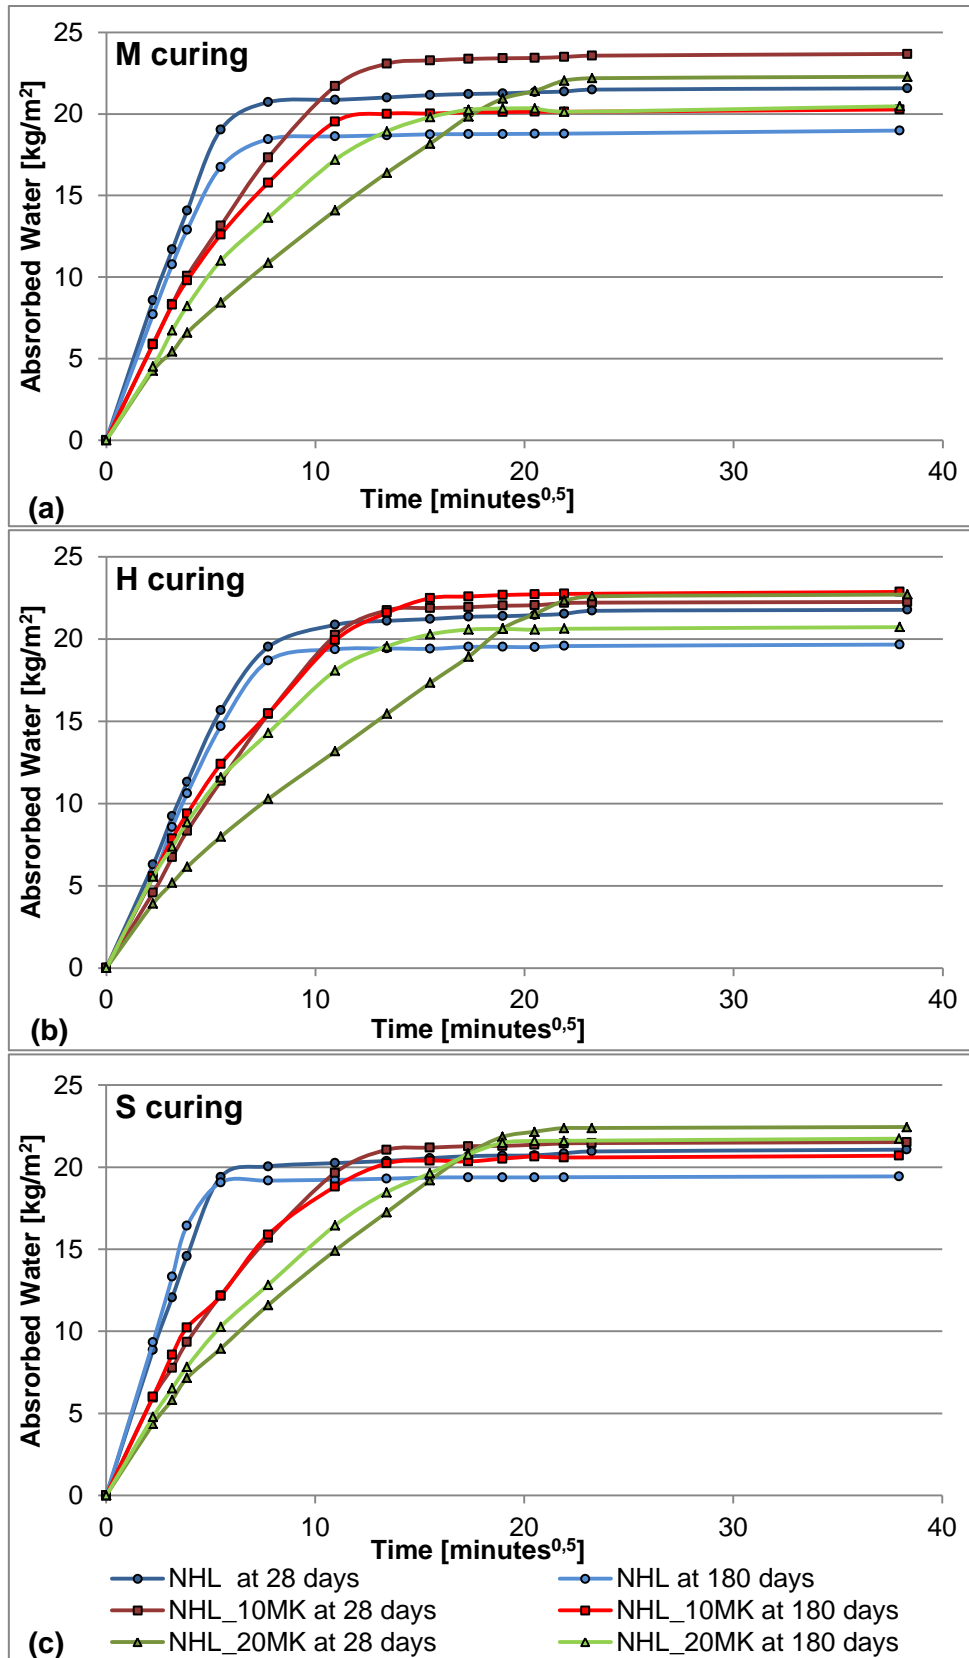 M curing
Absrorbed Water [kg/m²]
25
20
15
10
5
0
0 10 20 30 40
Time [minutes⁰,⁵]
(a)
H curing
Absrorbed Water [kg/m²]
25
20
15
10
5
0
0 10 20 30 40
Time [minutes⁰,⁵]
(b)
S curing
Absrorbed Water [kg/m²]
25
20
15
10
5
0
0 10 20 30 40
Time [minutes⁰,⁵]
NHL at 28 days NHL at 180 days
NHL_10MK at 28 days NHL_10MK at 180 days
NHL_20MK at 28 days NHL_20MK at 180 days
(c)